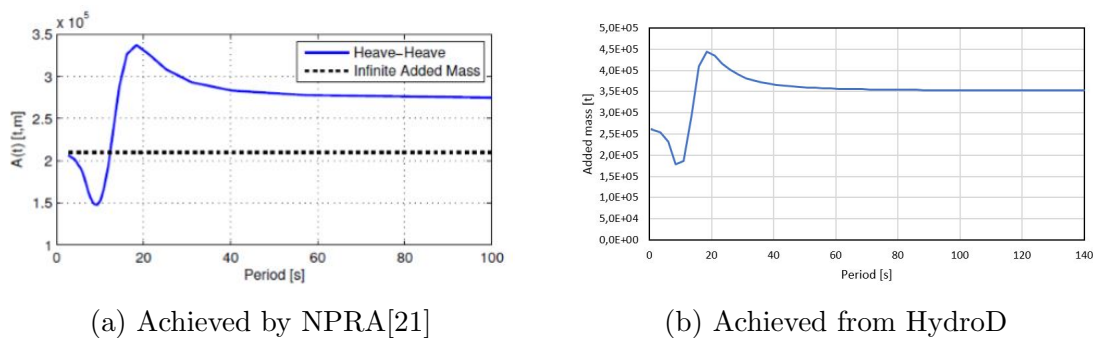 x 10⁵
3.5
3
2.5
2
1.5
1
A(t) [t,m]
Heave-Heave
Infinite Added Mass
0 20 40 60 80 100
Period [s]
(a) Achieved by NPRA[21]
5,0E+05
4,5E+05
4,0E+05
3,5E+05
3,0E+05
2,5E+05
2,0E+05
1,5E+05
1,0E+05
5,0E+04
0,0E+00
Added mass [t]
0 20 40 60 80 100 120 140
Period [s]
(b) Achieved from HydroD